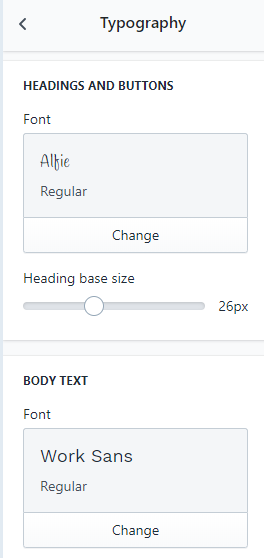 Typography
HEADINGS AND BUTTONS
Font
Alfie
Regular
Change
Heading base size
26px
BODY TEXT
Font
Work Sans
Regular
Change